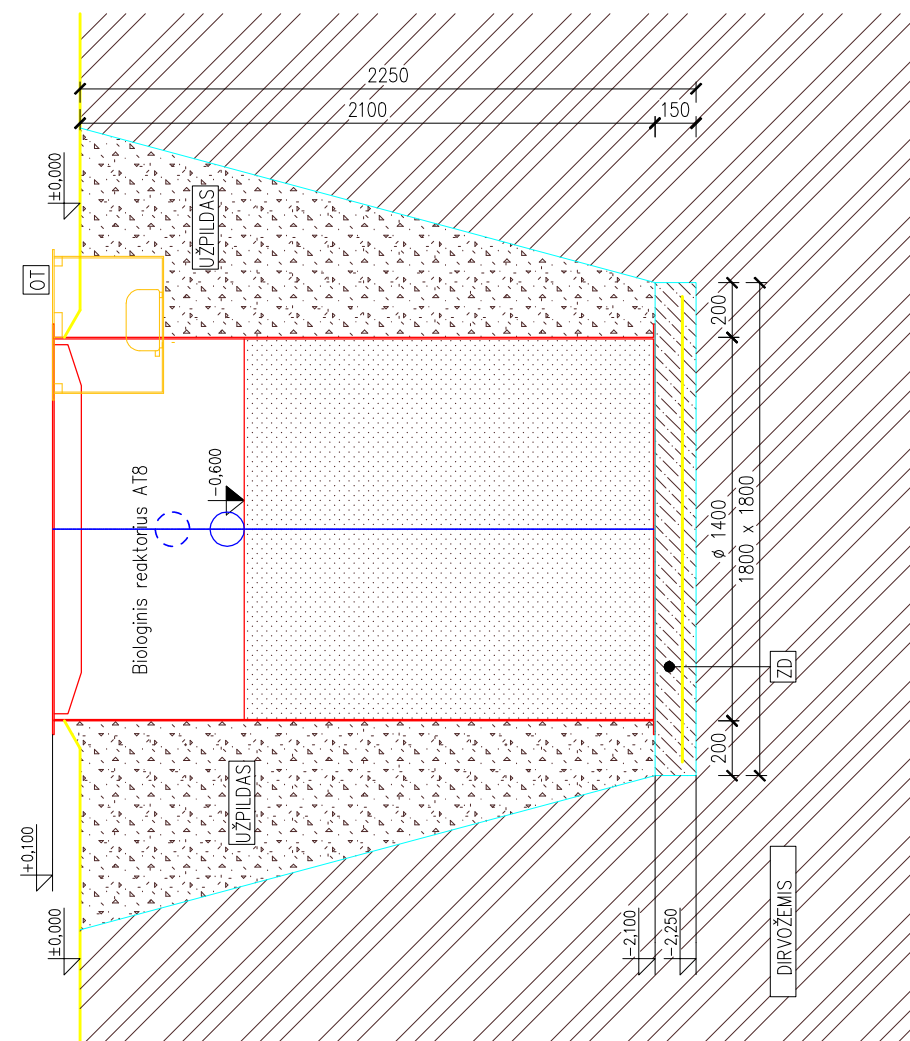 2250
2100
150
±0,000
UŽPILDAS
OT
200
Biologinis reaktorius AT8
-0,600
ø 1400
1800 x 1800
ZD
200
UŽPILDAS
+0,100
±0,000
-2,100
-2,250
DIRVOŽEMIS